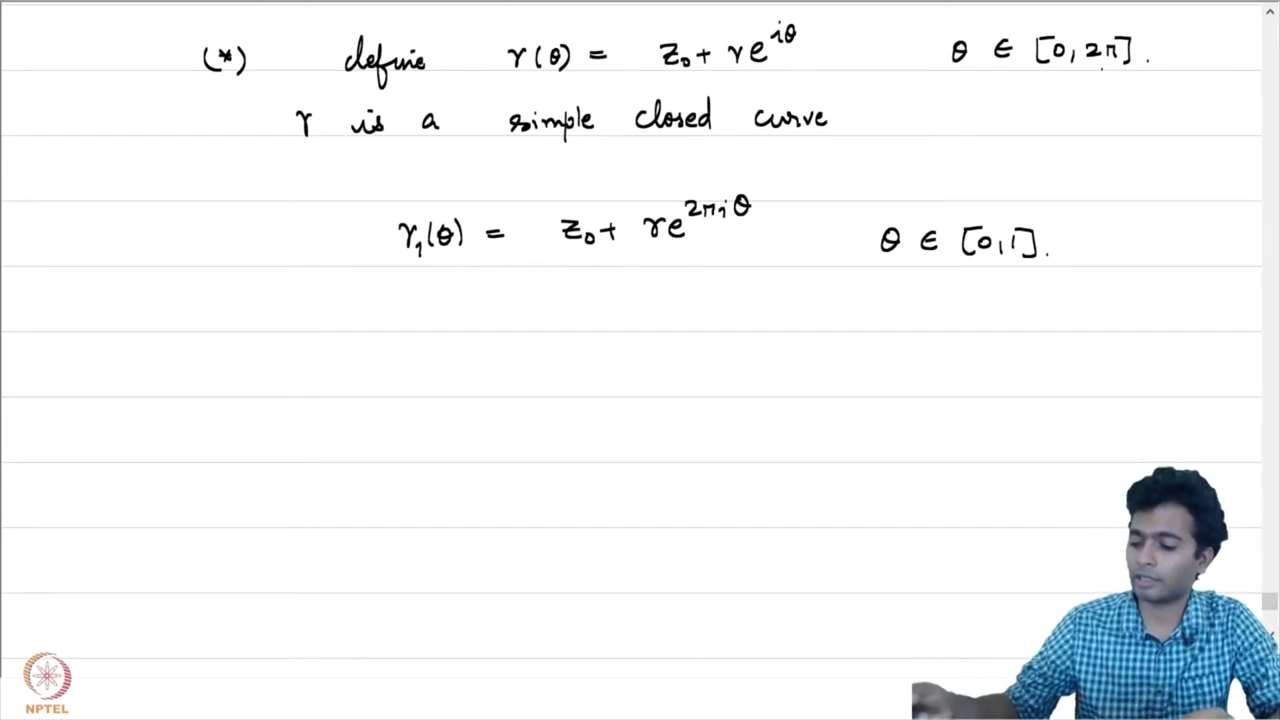 (*) define γ(θ) = z₀ + re^{iθ} θ ∈ [0, 2π].
γ is a simple closed curve
γ₁(θ) = z₀ + re^{2πiθ} θ ∈ [0,1].
NPTEL